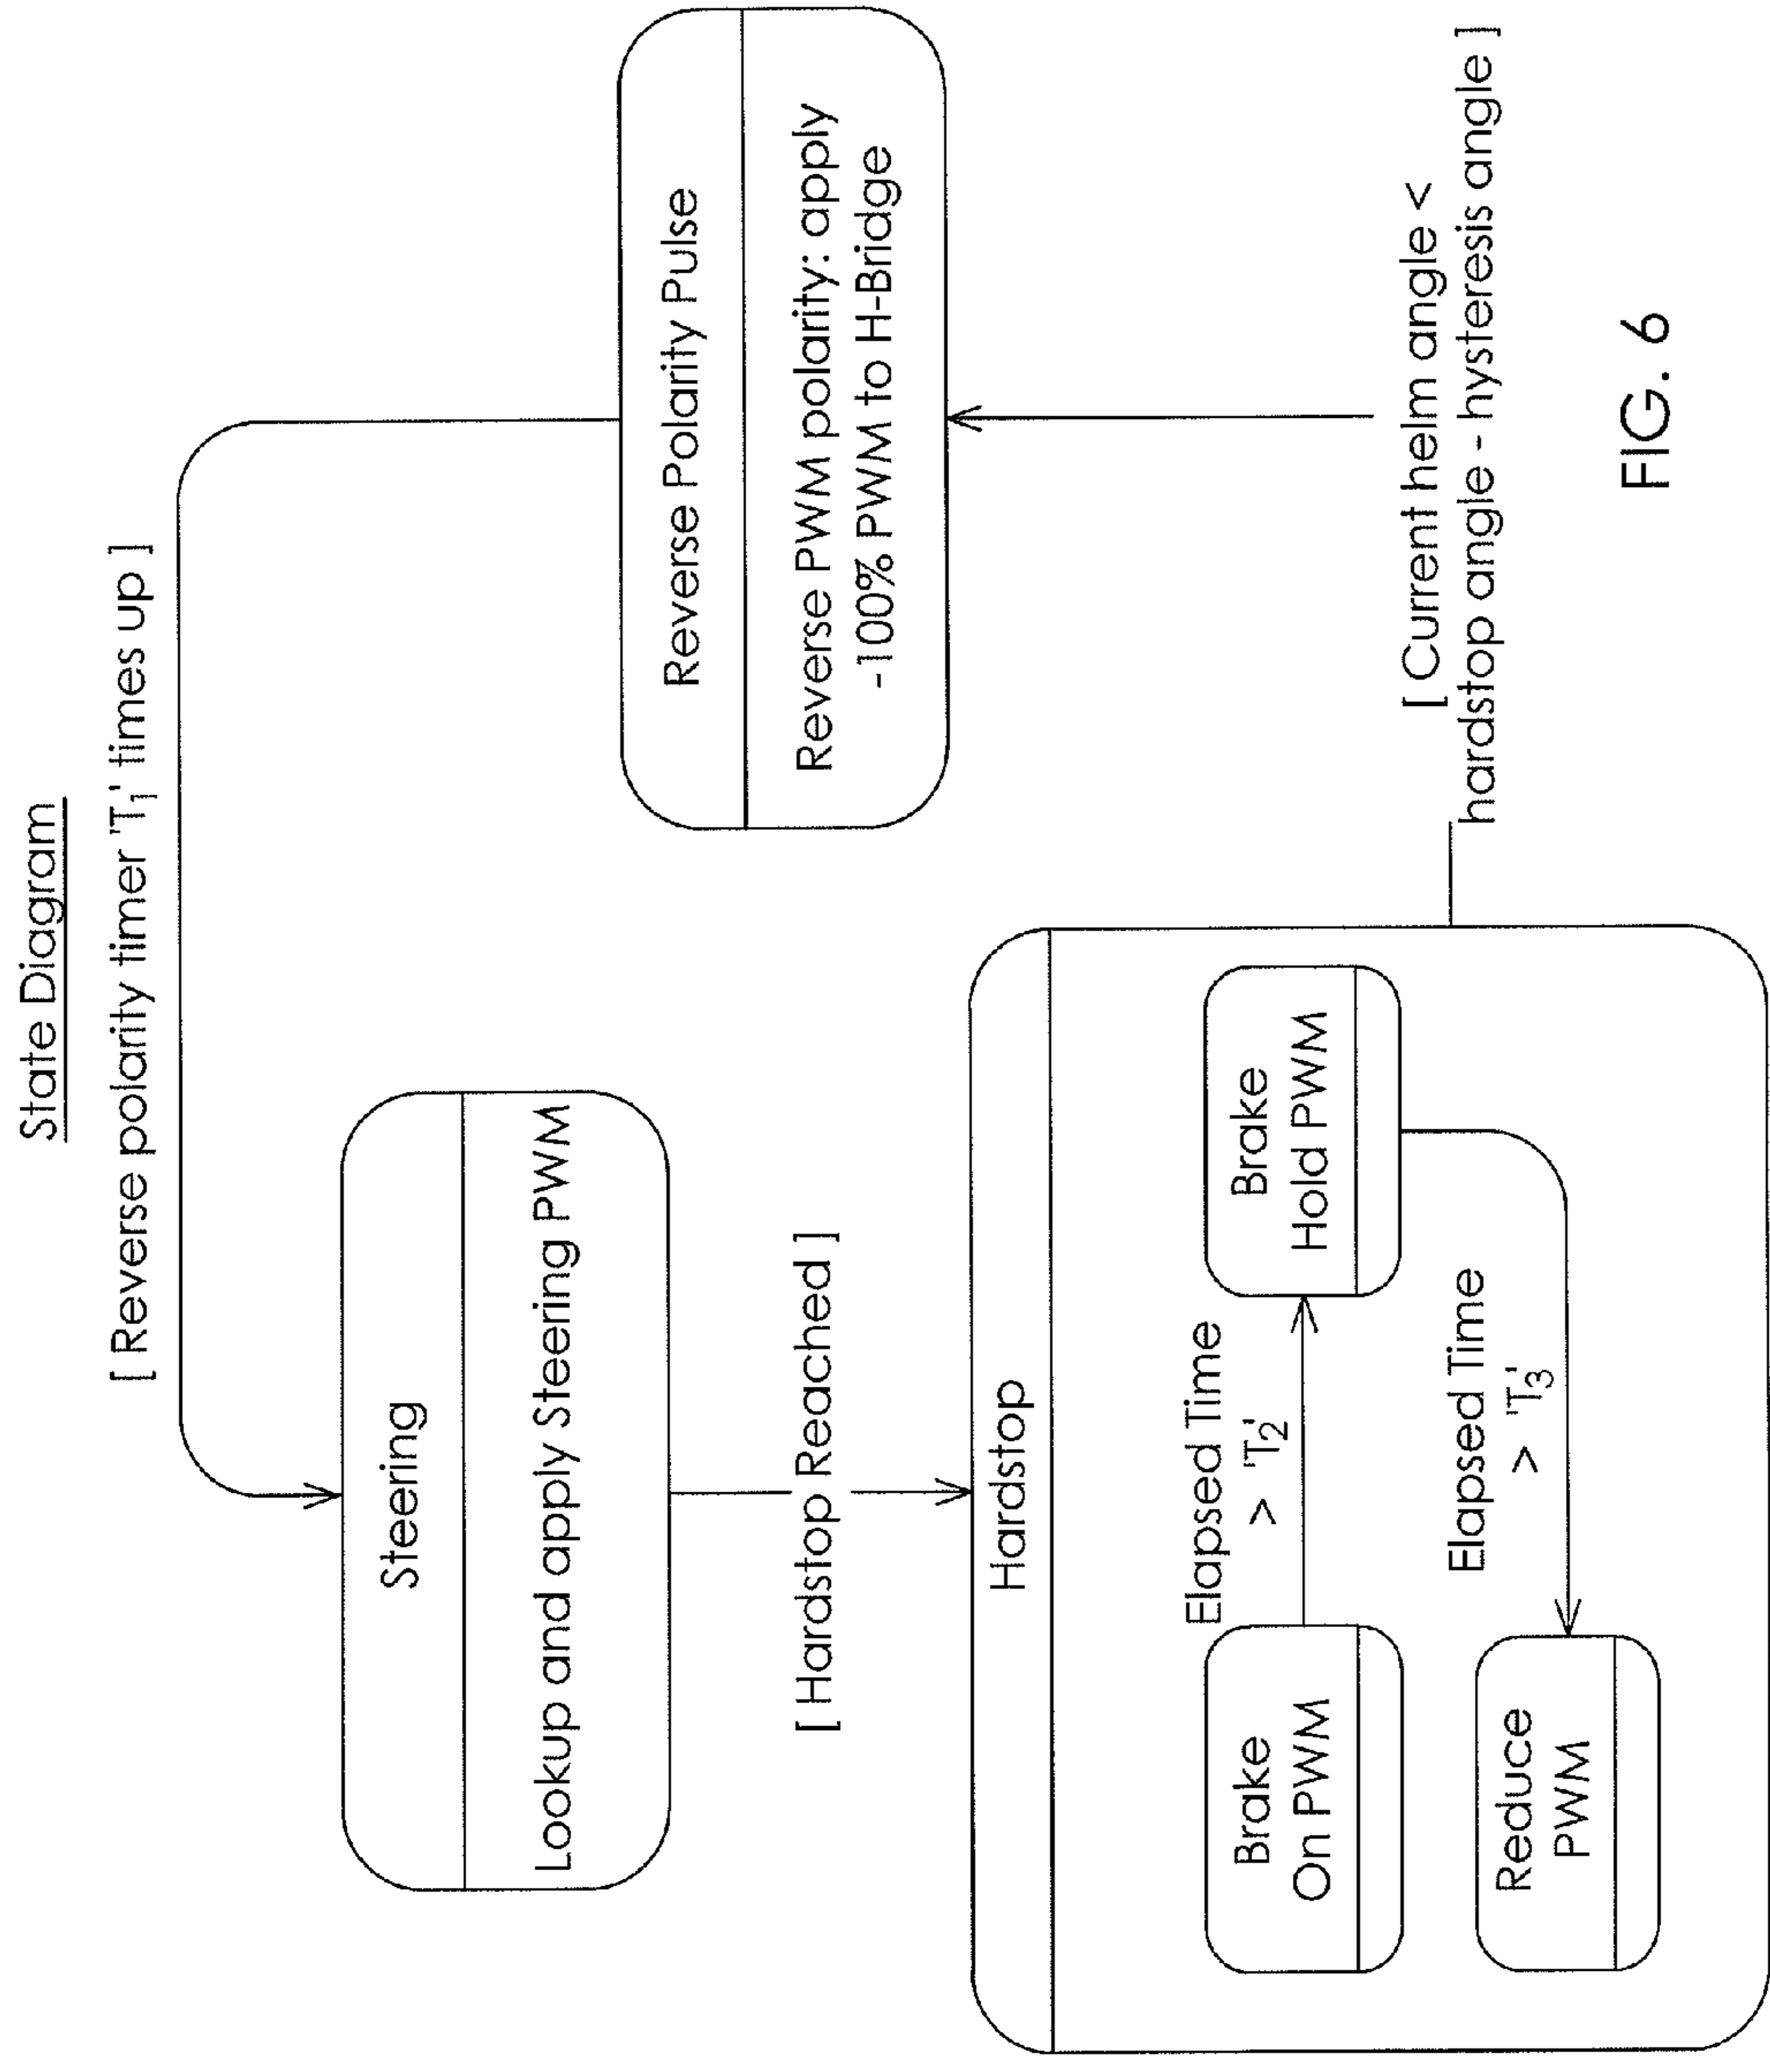 State Diagram
[ Reverse polarity timer 'T1' times up ]
Steering
Lookup and apply Steering PWM
Reverse Polarity Pulse
Reverse PWM polarity: apply
-100% PWM to H-Bridge
[ Hardstop Reached ]
Hardstop
Brake
On PWM
Elapsed Time
> 'T2'
Brake
Hold PWM
Elapsed Time
> 'T3'
Reduce
PWM
[ Current helm angle <
hardstop angle - hysteresis angle ]
FIG. 6